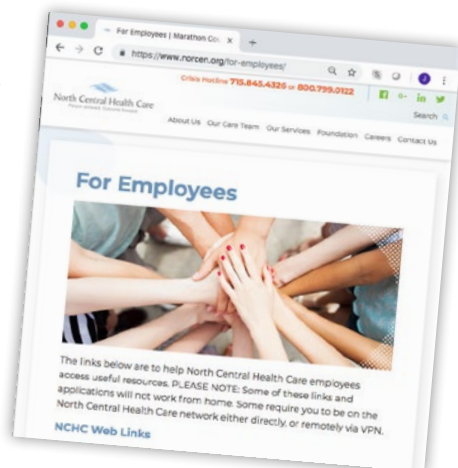 For Employees | Marathon Co
https://www.norcen.org/for-employees/
Crisis Hotline 715.845.4326 or 800.799.0122
North Central Health Care
Search
About Us Our Care Team Our Services Foundation Careers Contact Us
For Employees
The links below are to help North Central Health Care employees
access useful resources. PLEASE NOTE: Some of these links and
applications will not work from home. Some require you to be on the
North Central Health Care network either directly, or remotely via VPN.
NCHC Web Links